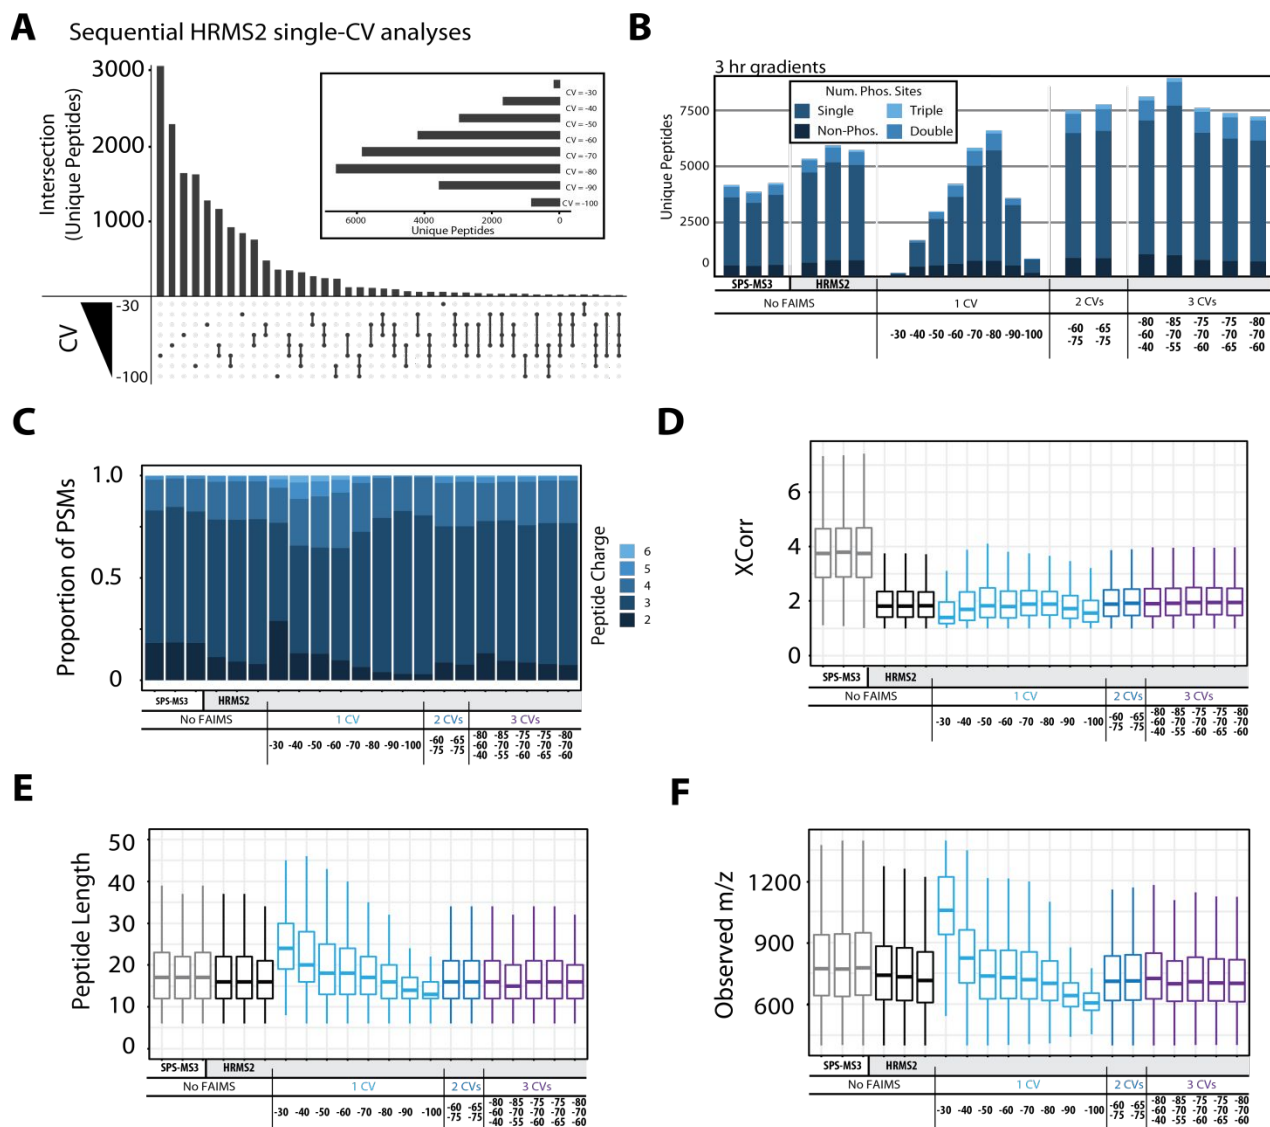 A Sequential HRMS2 single-CV analyses
Intersection
(Unique Peptides)
3000
2000
1000
CV = -30
CV = -40
CV = -50
CV = -60
CV = -70
CV = -80
CV = -90
CV = -100
6000 4000 2000 0
Unique Peptides
CV
-30
-100
B
3 hr gradients
Num. Phos. Sites
Single Triple
Non-Phos. Double
Unique Peptides
7500
5000
2500
0
SPS-MS3 HRMS2
No FAIMS 1 CV 2 CVs 3 CVs
-30 -40 -50 -60 -70 -80 -90 -100
-60 -65
-75 -75
-80 -85 -75 -75 -80
-60 -70 -70 -70 -70
-40 -55 -60 -65 -60
C
Proportion of PSMs
1.0
0.5
0
Peptide Charge
6
5
4
3
2
SPS-MS3 HRMS2
No FAIMS 1 CV 2 CVs 3 CVs
-30 -40 -50 -60 -70 -80 -90 -100
-60 -65
-75 -75
-80 -85 -75 -75 -80
-60 -70 -70 -70 -70
-40 -55 -60 -65 -60
D
XCorr
6
4
2
0
SPS-MS3 HRMS2
No FAIMS 1 CV 2 CVs 3 CVs
-30 -40 -50 -60 -70 -80 -90 -100
-60 -65
-75 -75
-80 -85 -75 -75 -80
-60 -70 -70 -70 -70
-40 -55 -60 -65 -60
E
Peptide Length
50
40
30
20
10
0
SPS-MS3 HRMS2
No FAIMS 1 CV 2 CVs 3 CVs
-30 -40 -50 -60 -70 -80 -90 -100
-60 -65
-75 -75
-80 -85 -75 -75 -80
-60 -70 -70 -70 -70
-40 -55 -60 -65 -60
F
Observed m/z
1200
900
600
SPS-MS3 HRMS2
No FAIMS 1 CV 2 CVs 3 CVs
-30 -40 -50 -60 -70 -80 -90 -100
-60 -65
-75 -75
-80 -85 -75 -75 -80
-60 -70 -70 -70 -70
-40 -55 -60 -65 -60